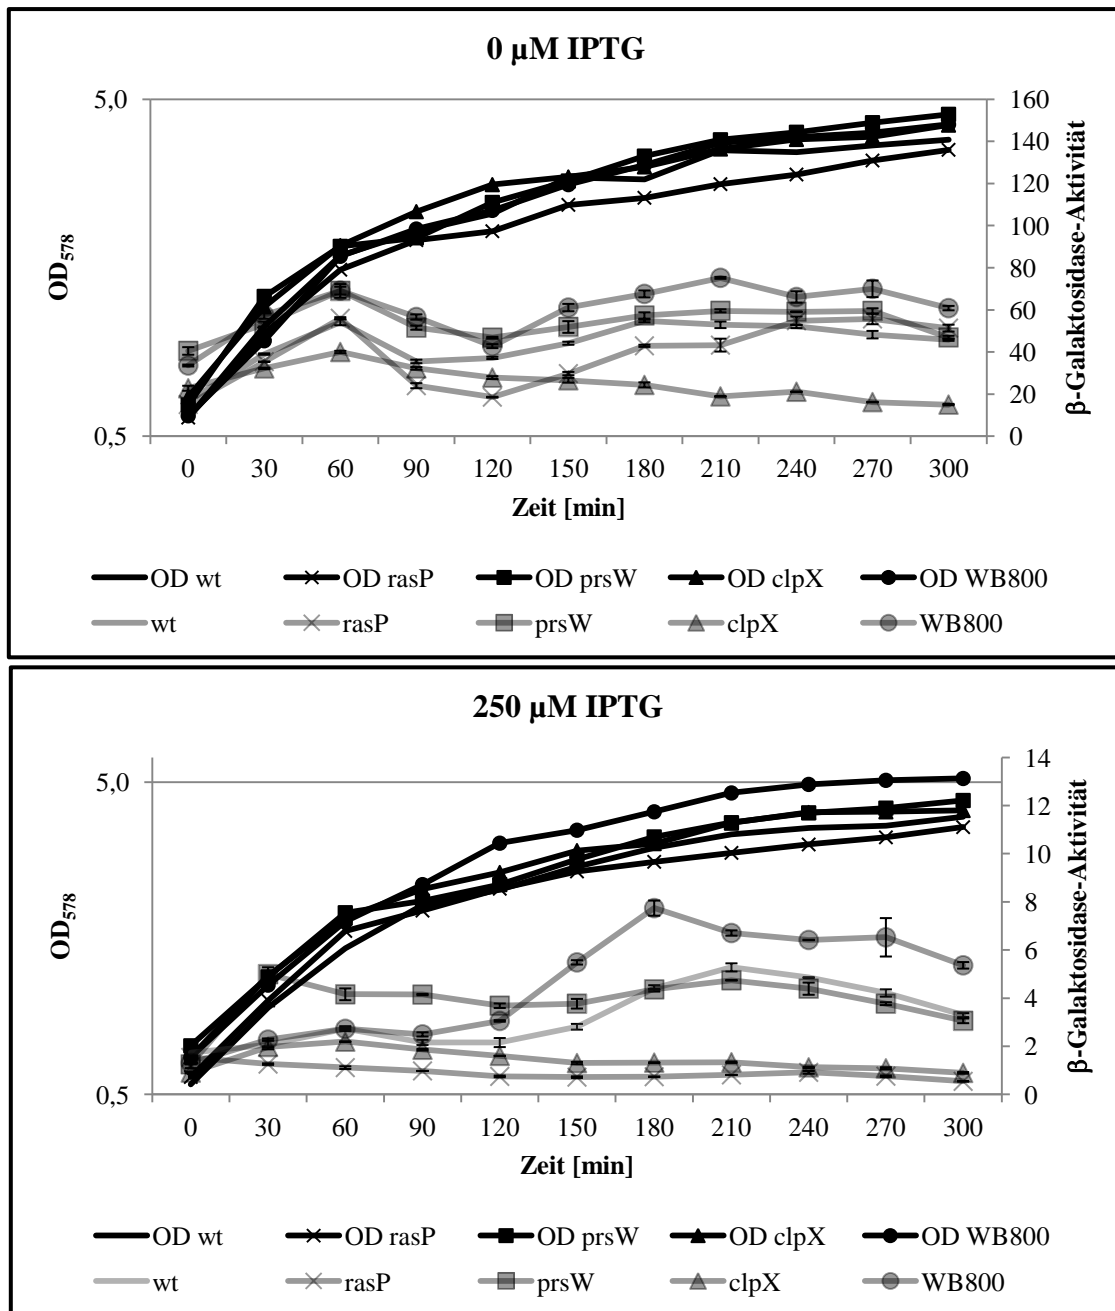 0 µM IPTG
5,0
0,5
OD578
160
140
120
100
80
60
40
20
0
β-Galaktosidase-Aktivität
0 30 60 90 120 150 180 210 240 270 300
Zeit [min]
OD wt OD rasP OD prsW OD clpX OD WB800
wt rasP prsW clpX WB800
250 µM IPTG
5,0
0,5
OD578
14
12
10
8
6
4
2
0
β-Galaktosidase-Aktivität
0 30 60 90 120 150 180 210 240 270 300
Zeit [min]
OD wt OD rasP OD prsW OD clpX OD WB800
wt rasP prsW clpX WB800